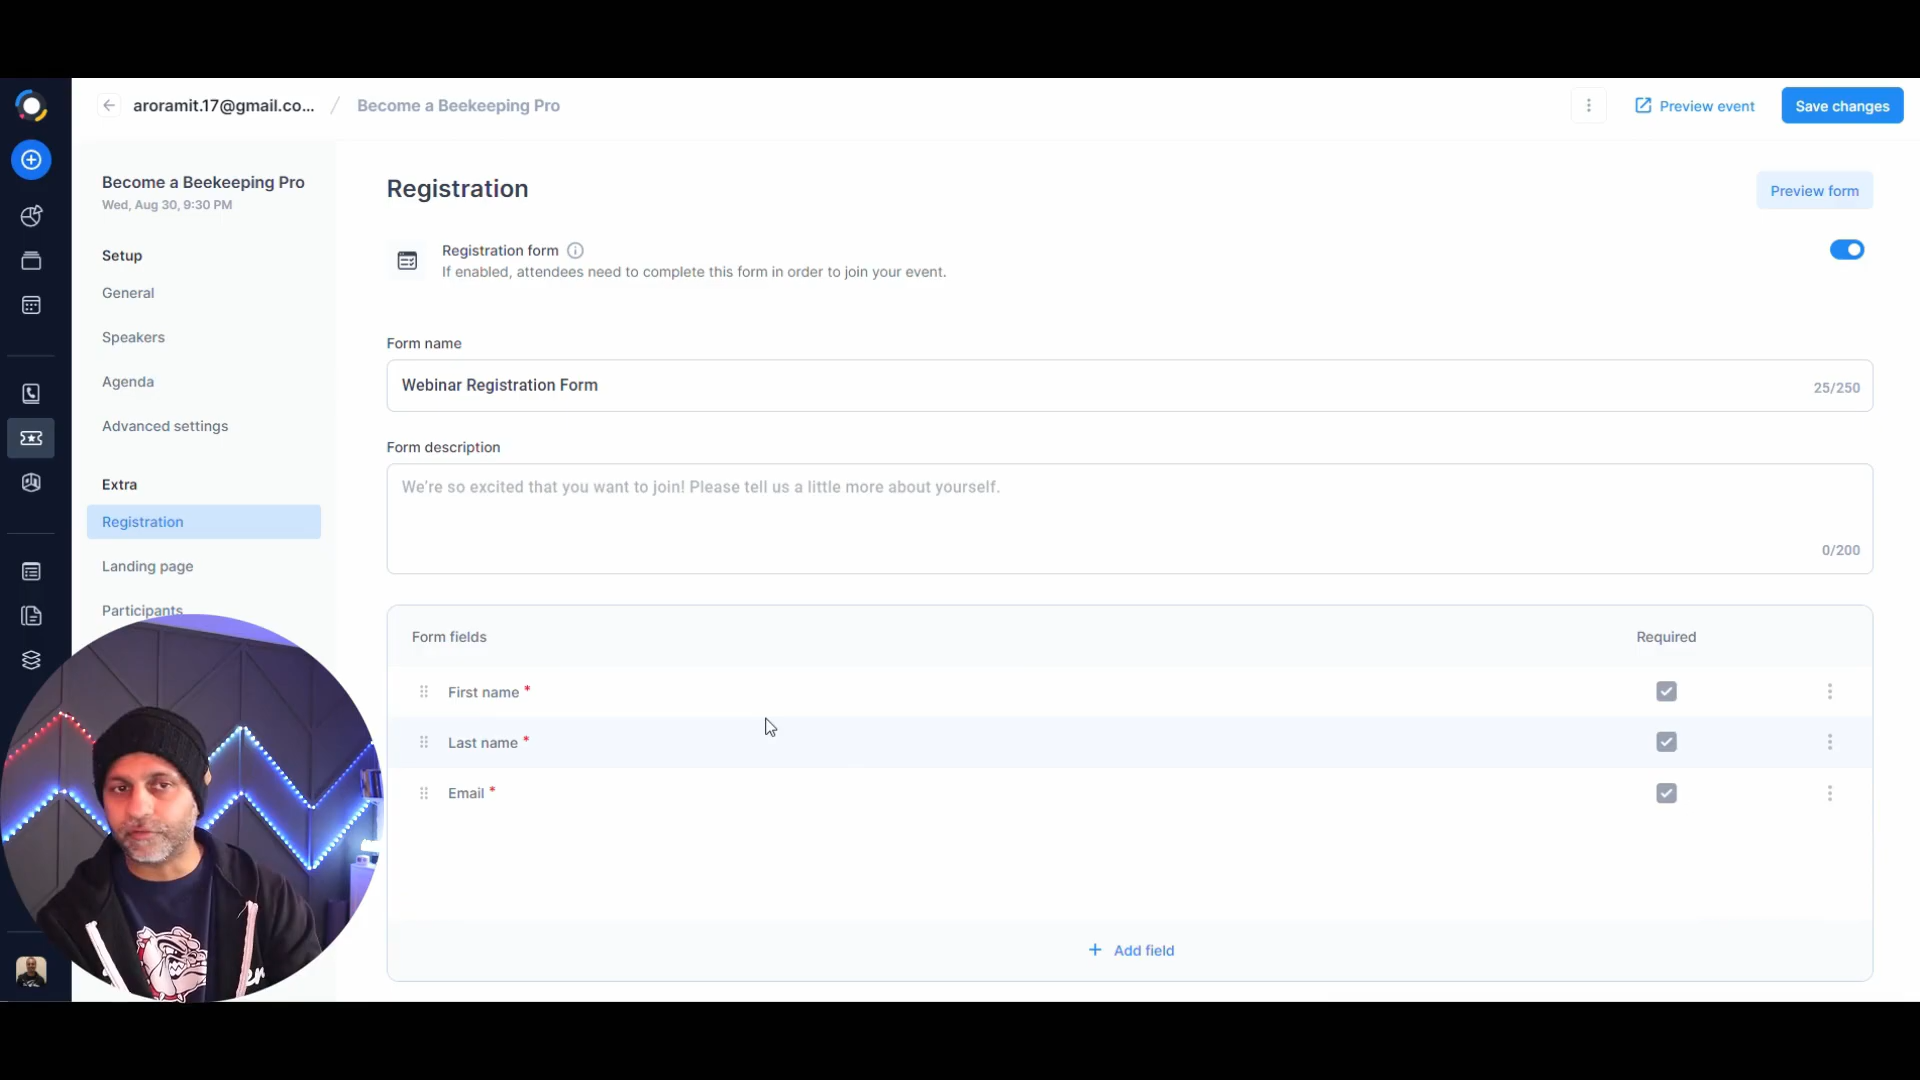 aroramit.17@gmail.co... / Become a Beekeeping Pro
Preview event
Save changes
Become a Beekeeping Pro
Wed, Aug 30, 9:30 PM
Setup
General
Speakers
Agenda
Advanced settings
Extra
Registration
Landing page
Participants
Registration
Preview form
Registration form
If enabled, attendees need to complete this form in order to join your event.
Form name
Webinar Registration Form
25/250
Form description
We're so excited that you want to join! Please tell us a little more about yourself.
0/200
Form fields
Required
First name *
Last name *
Email *
+ Add field